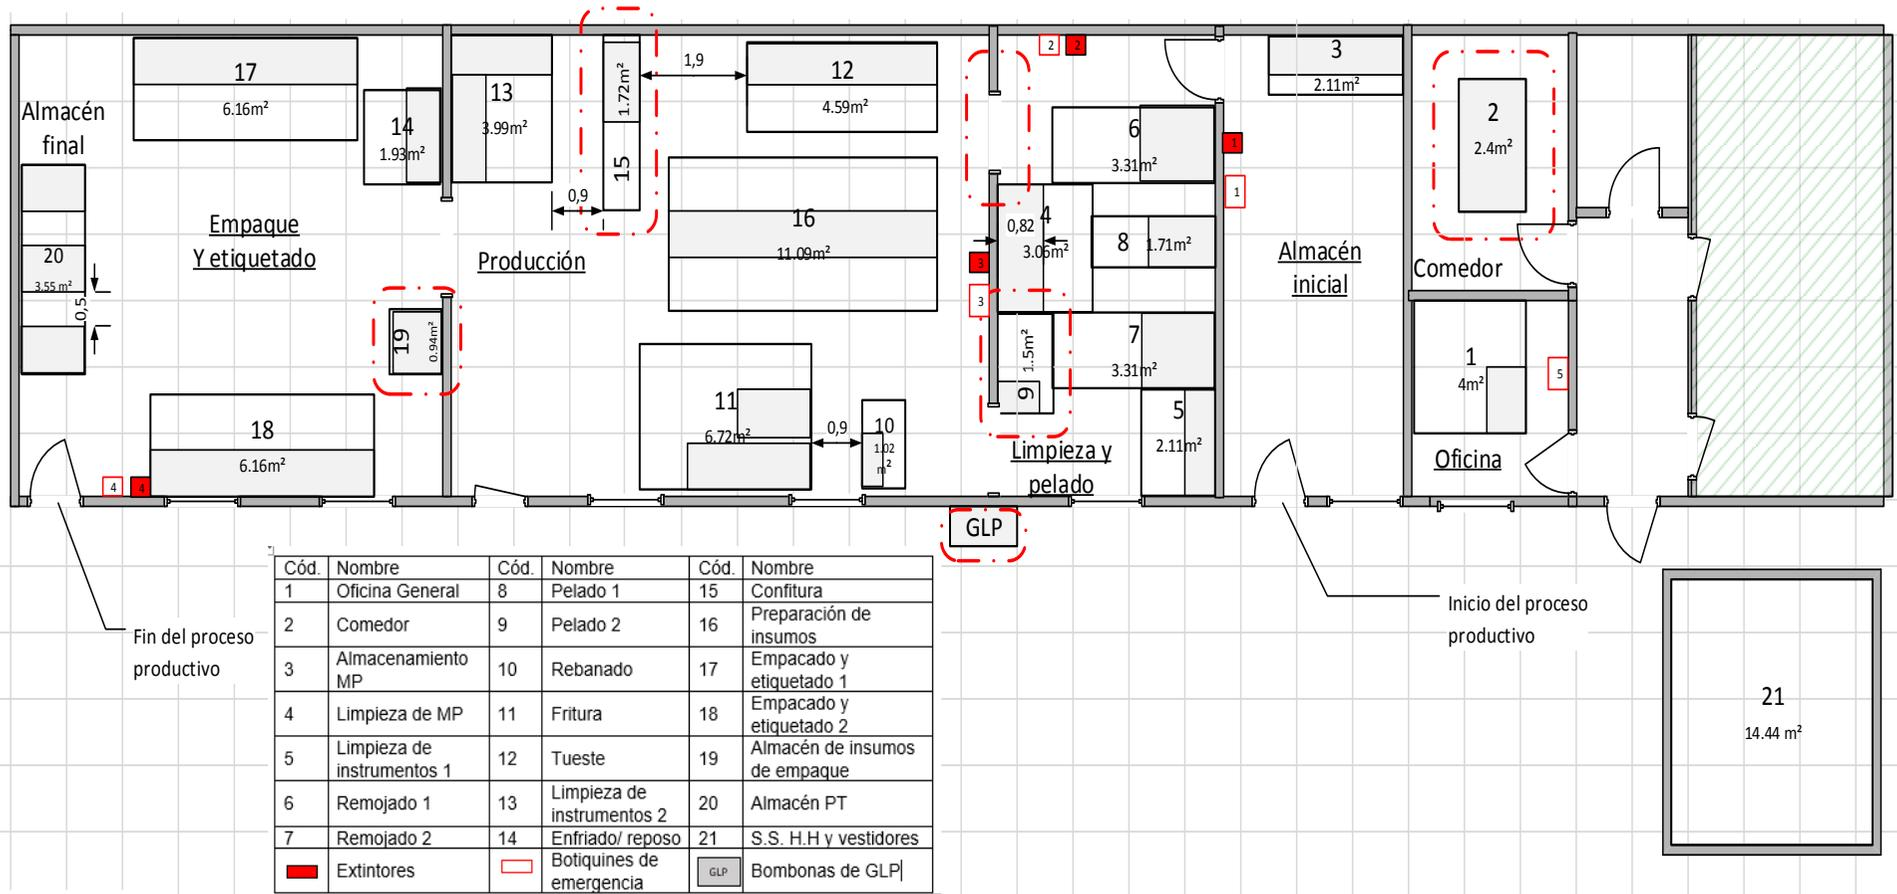 17
6.16m²
Almacén
final
14
1.93m²
13
3.99m²
1.72m²
15
1,9
12
4.59m²
2
2
6
3.31m²
1
1
3
2.11m²
2
2.4m²
0,9
16
11.09m²
Empaque
Y etiquetado
Producción
20
3.55 m²
0,5
4
0,82
3.06m²
8
1.71m²
3
3
Almacén
inicial
Comedor
19
0.94m²
1.5m²
9
7
3.31m²
1
4m²
5
18
6.16m²
11
6.72m²
0,9
10
1.02
m²
5
2.11m²
Limpieza y
pelado
Oficina
4
4
GLP
Fin del proceso
productivo
Inicio del proceso
productivo
21
14.44 m²
Cód. Nombre Cód. Nombre Cód. Nombre
1 Oficina General 8 Pelado 1 15 Confitura
2 Comedor 9 Pelado 2 16 Preparación de
insumos
3 Almacenamiento
MP 10 Rebanado 17 Empacado y
etiquetado 1
4 Limpieza de MP 11 Fritura 18 Empacado y
etiquetado 2
5 Limpieza de
instrumentos 1 12 Tueste 19 Almacén de insumos
de empaque
6 Remojado 1 13 Limpieza de
instrumentos 2 20 Almacén PT
7 Remojado 2 14 Enfriado/ reposo 21 S.S. H.H y vestidores
Extintores Botiquines de
emergencia GLP Bombonas de GLP